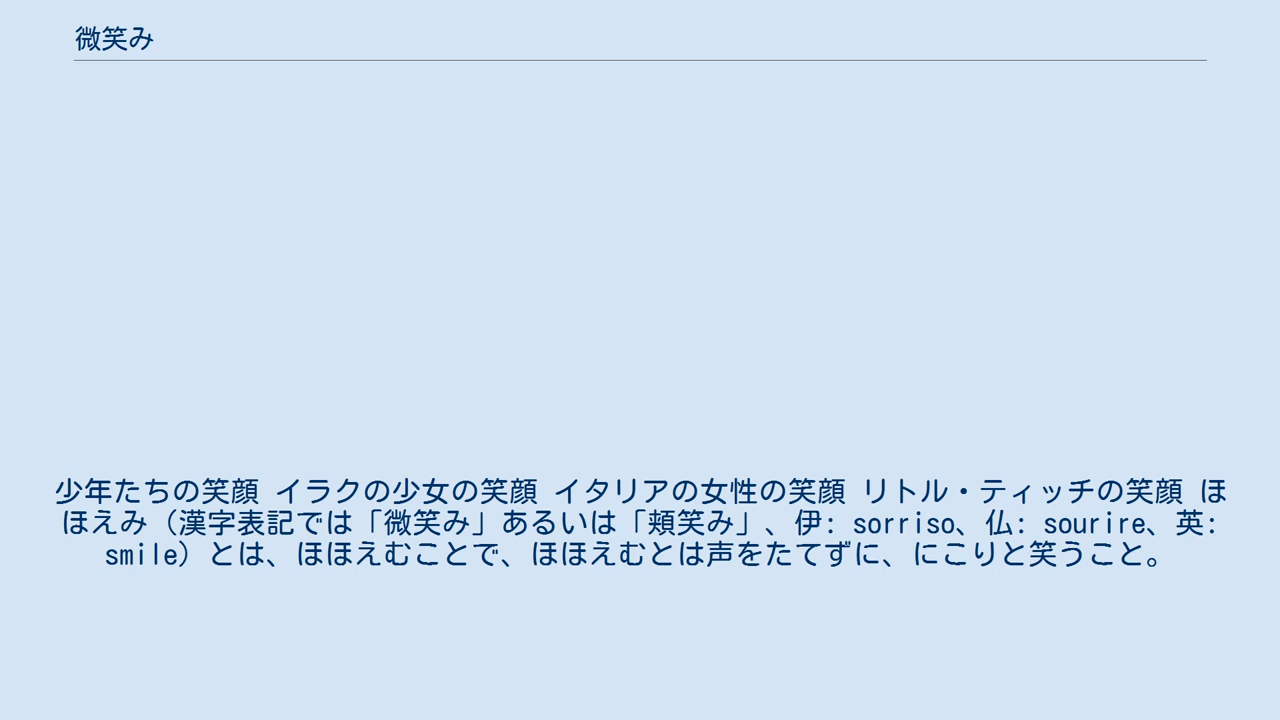 微笑み
少年たちの笑顔 イラクの少女の笑顔 イタリアの女性の笑顔 リトル・ティッチの笑顔 ほ
ほえみ（漢字表記では「微笑み」あるいは「頬笑み」、伊: sorriso、仏: sourire、英:
smile）とは、ほほえむことで、ほほえむとは声をたてずに、にこりと笑うこと。